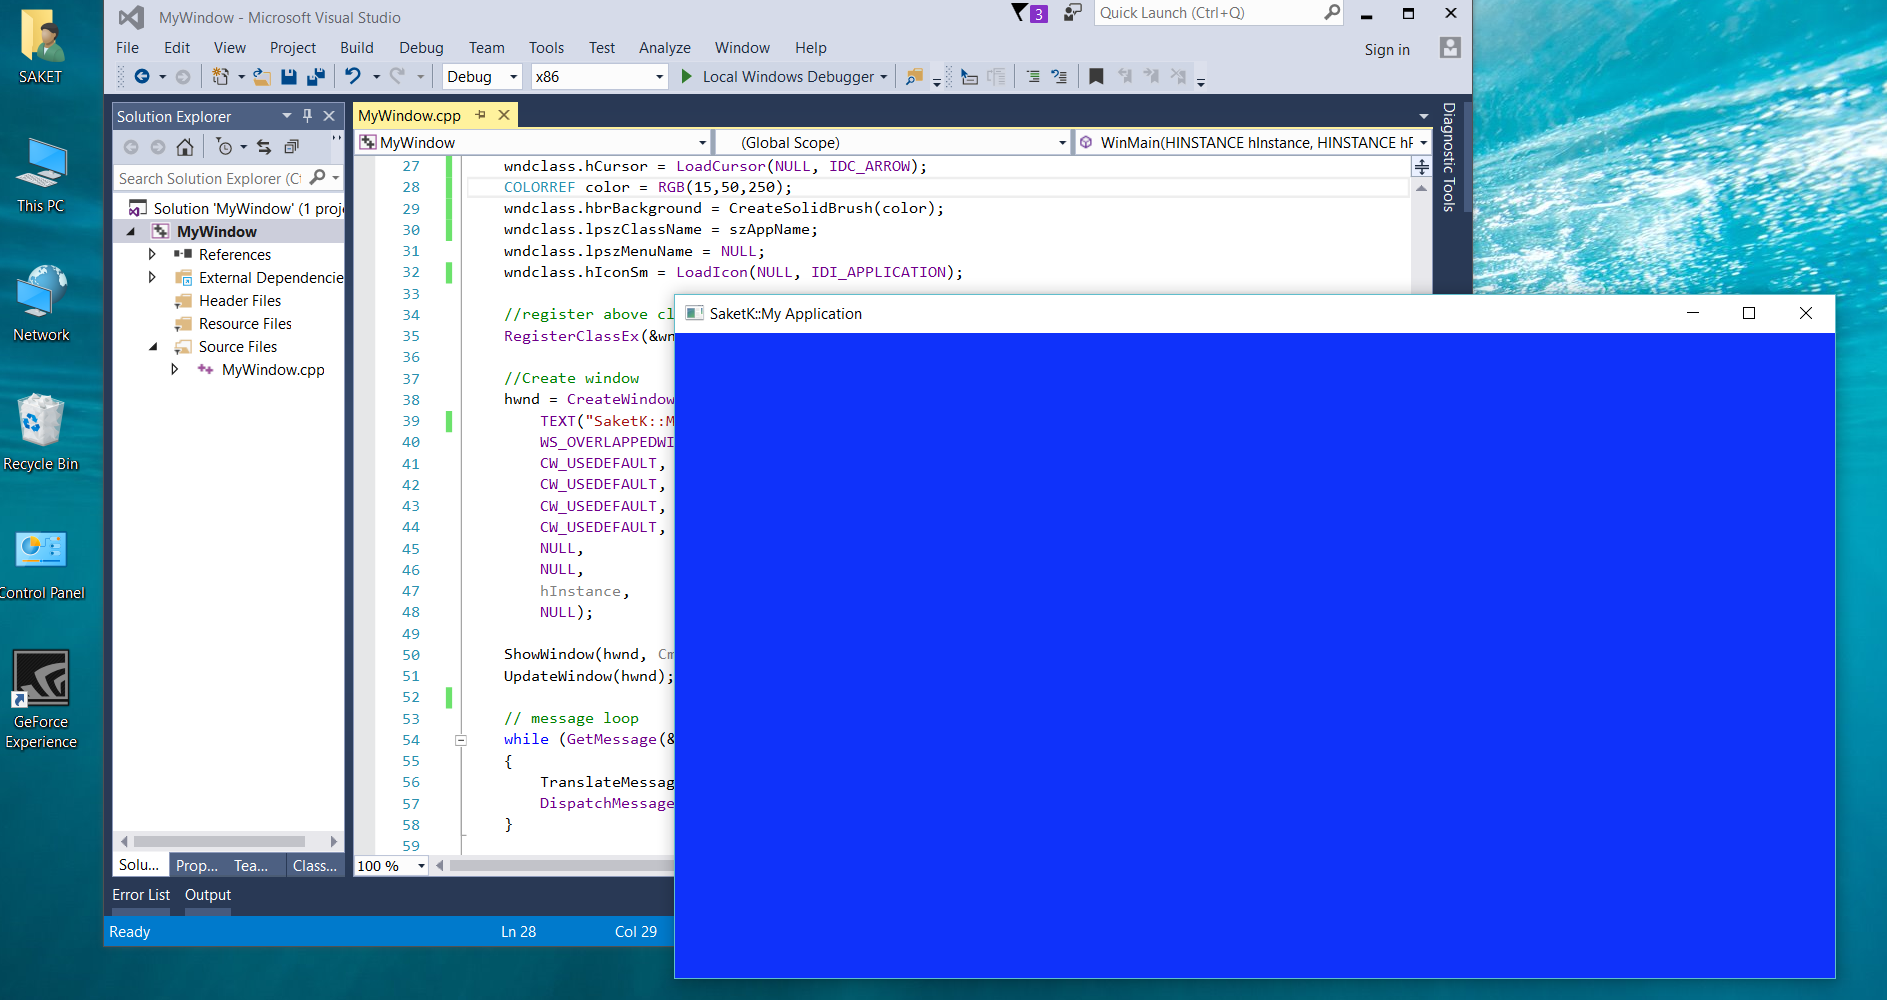 SAKET
This PC
Network
Recycle Bin
Control Panel
GeForce
Experience
MyWindow - Microsoft Visual Studio
3
Quick Launch (Ctrl+Q)
File Edit View Project Build Debug Team Tools Test Analyze Window Help
Sign in
Debug x86 Local Windows Debugger
Solution Explorer
Search Solution Explorer (Ct
Solution 'MyWindow' (1 proj
MyWindow
References
External Dependencie
Header Files
Resource Files
Source Files
MyWindow.cpp
Solu... Prop... Tea... Class...
MyWindow.cpp
MyWindow (Global Scope) WinMain(HINSTANCE hInstance, HINSTANCE hF
27 wndclass.hCursor = LoadCursor(NULL, IDC_ARROW);
28 COLORREF color = RGB(15,50,250);
29 wndclass.hbrBackground = CreateSolidBrush(color);
30 wndclass.lpszClassName = szAppName;
31 wndclass.lpszMenuName = NULL;
32 wndclass.hIconSm = LoadIcon(NULL, IDI_APPLICATION);
33
34 //register above cl
35 RegisterClassEx(&wn
36
37 //Create window
38 hwnd = CreateWindow
39 TEXT("SaketK::M
40 WS_OVERLAPPEDWI
41 CW_USEDEFAULT,
42 CW_USEDEFAULT,
43 CW_USEDEFAULT,
44 CW_USEDEFAULT,
45 NULL,
46 NULL,
47 hInstance,
48 NULL);
49
50 ShowWindow(hwnd, Cm
51 UpdateWindow(hwnd);
52
53 // message loop
54 while (GetMessage(&
55 {
56 TranslateMessag
57 DispatchMessage
58 }
59
100 %
Diagnostic Tools
SaketK::My Application
Error List Output
Ready Ln 28 Col 29